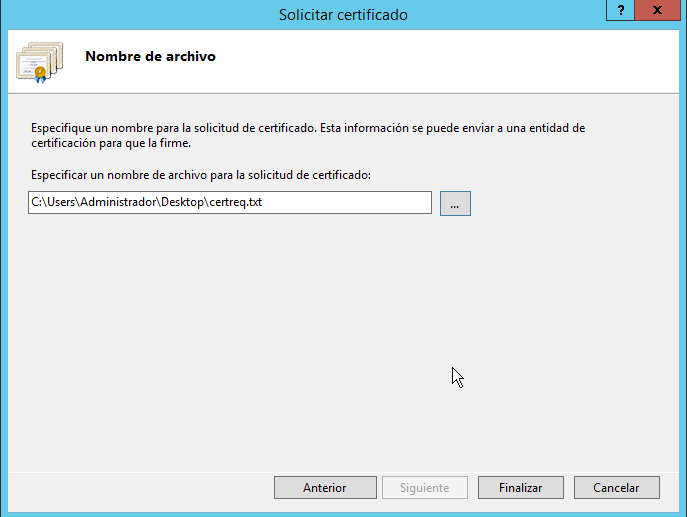 Solicitar certificado
?
x
Nombre de archivo
Especifique un nombre para la solicitud de certificado. Esta información se puede enviar a una entidad de
certificación para que la firme.
Especificar un nombre de archivo para la solicitud de certificado:
C:\Users\Administrador\Desktop\certreq.txt
...
Anterior
Siguiente
Finalizar
Cancelar